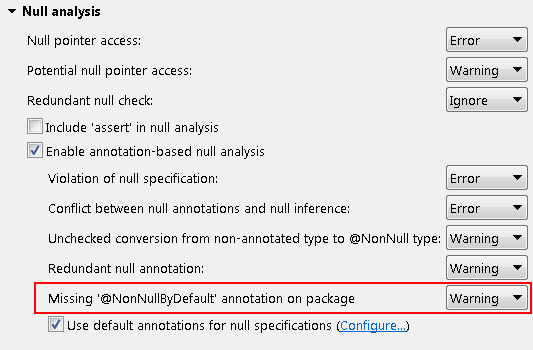 Null analysis
Null pointer access: Error
Potential null pointer access: Warning
Redundant null check: Ignore
Include 'assert' in null analysis
Enable annotation-based null analysis
Violation of null specification: Error
Conflict between null annotations and null inference: Error
Unchecked conversion from non-annotated type to @NonNull type: Warning
Redundant null annotation: Warning
Missing '@NonNullByDefault' annotation on package Warning
Use default annotations for null specifications (Configure...)